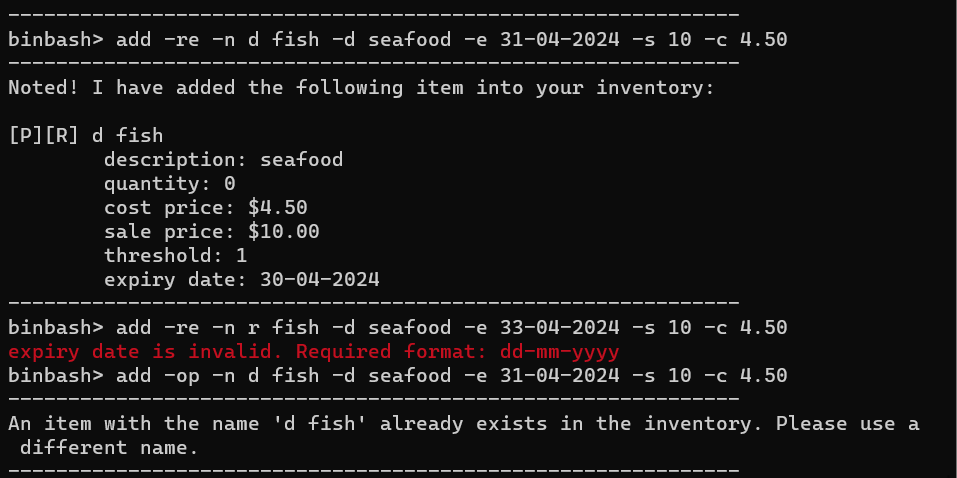 -------------------------------------------------------------
binbash> add -re -n d fish -d seafood -e 31-04-2024 -s 10 -c 4.50
-------------------------------------------------------------
Noted! I have added the following item into your inventory:
[P][R] d fish
description: seafood
quantity: 0
cost price: $4.50
sale price: $10.00
threshold: 1
expiry date: 30-04-2024
-------------------------------------------------------------
binbash> add -re -n r fish -d seafood -e 33-04-2024 -s 10 -c 4.50
expiry date is invalid. Required format: dd-mm-yyyy
binbash> add -op -n d fish -d seafood -e 31-04-2024 -s 10 -c 4.50
-------------------------------------------------------------
An item with the name 'd fish' already exists in the inventory. Please use a
different name.
-------------------------------------------------------------